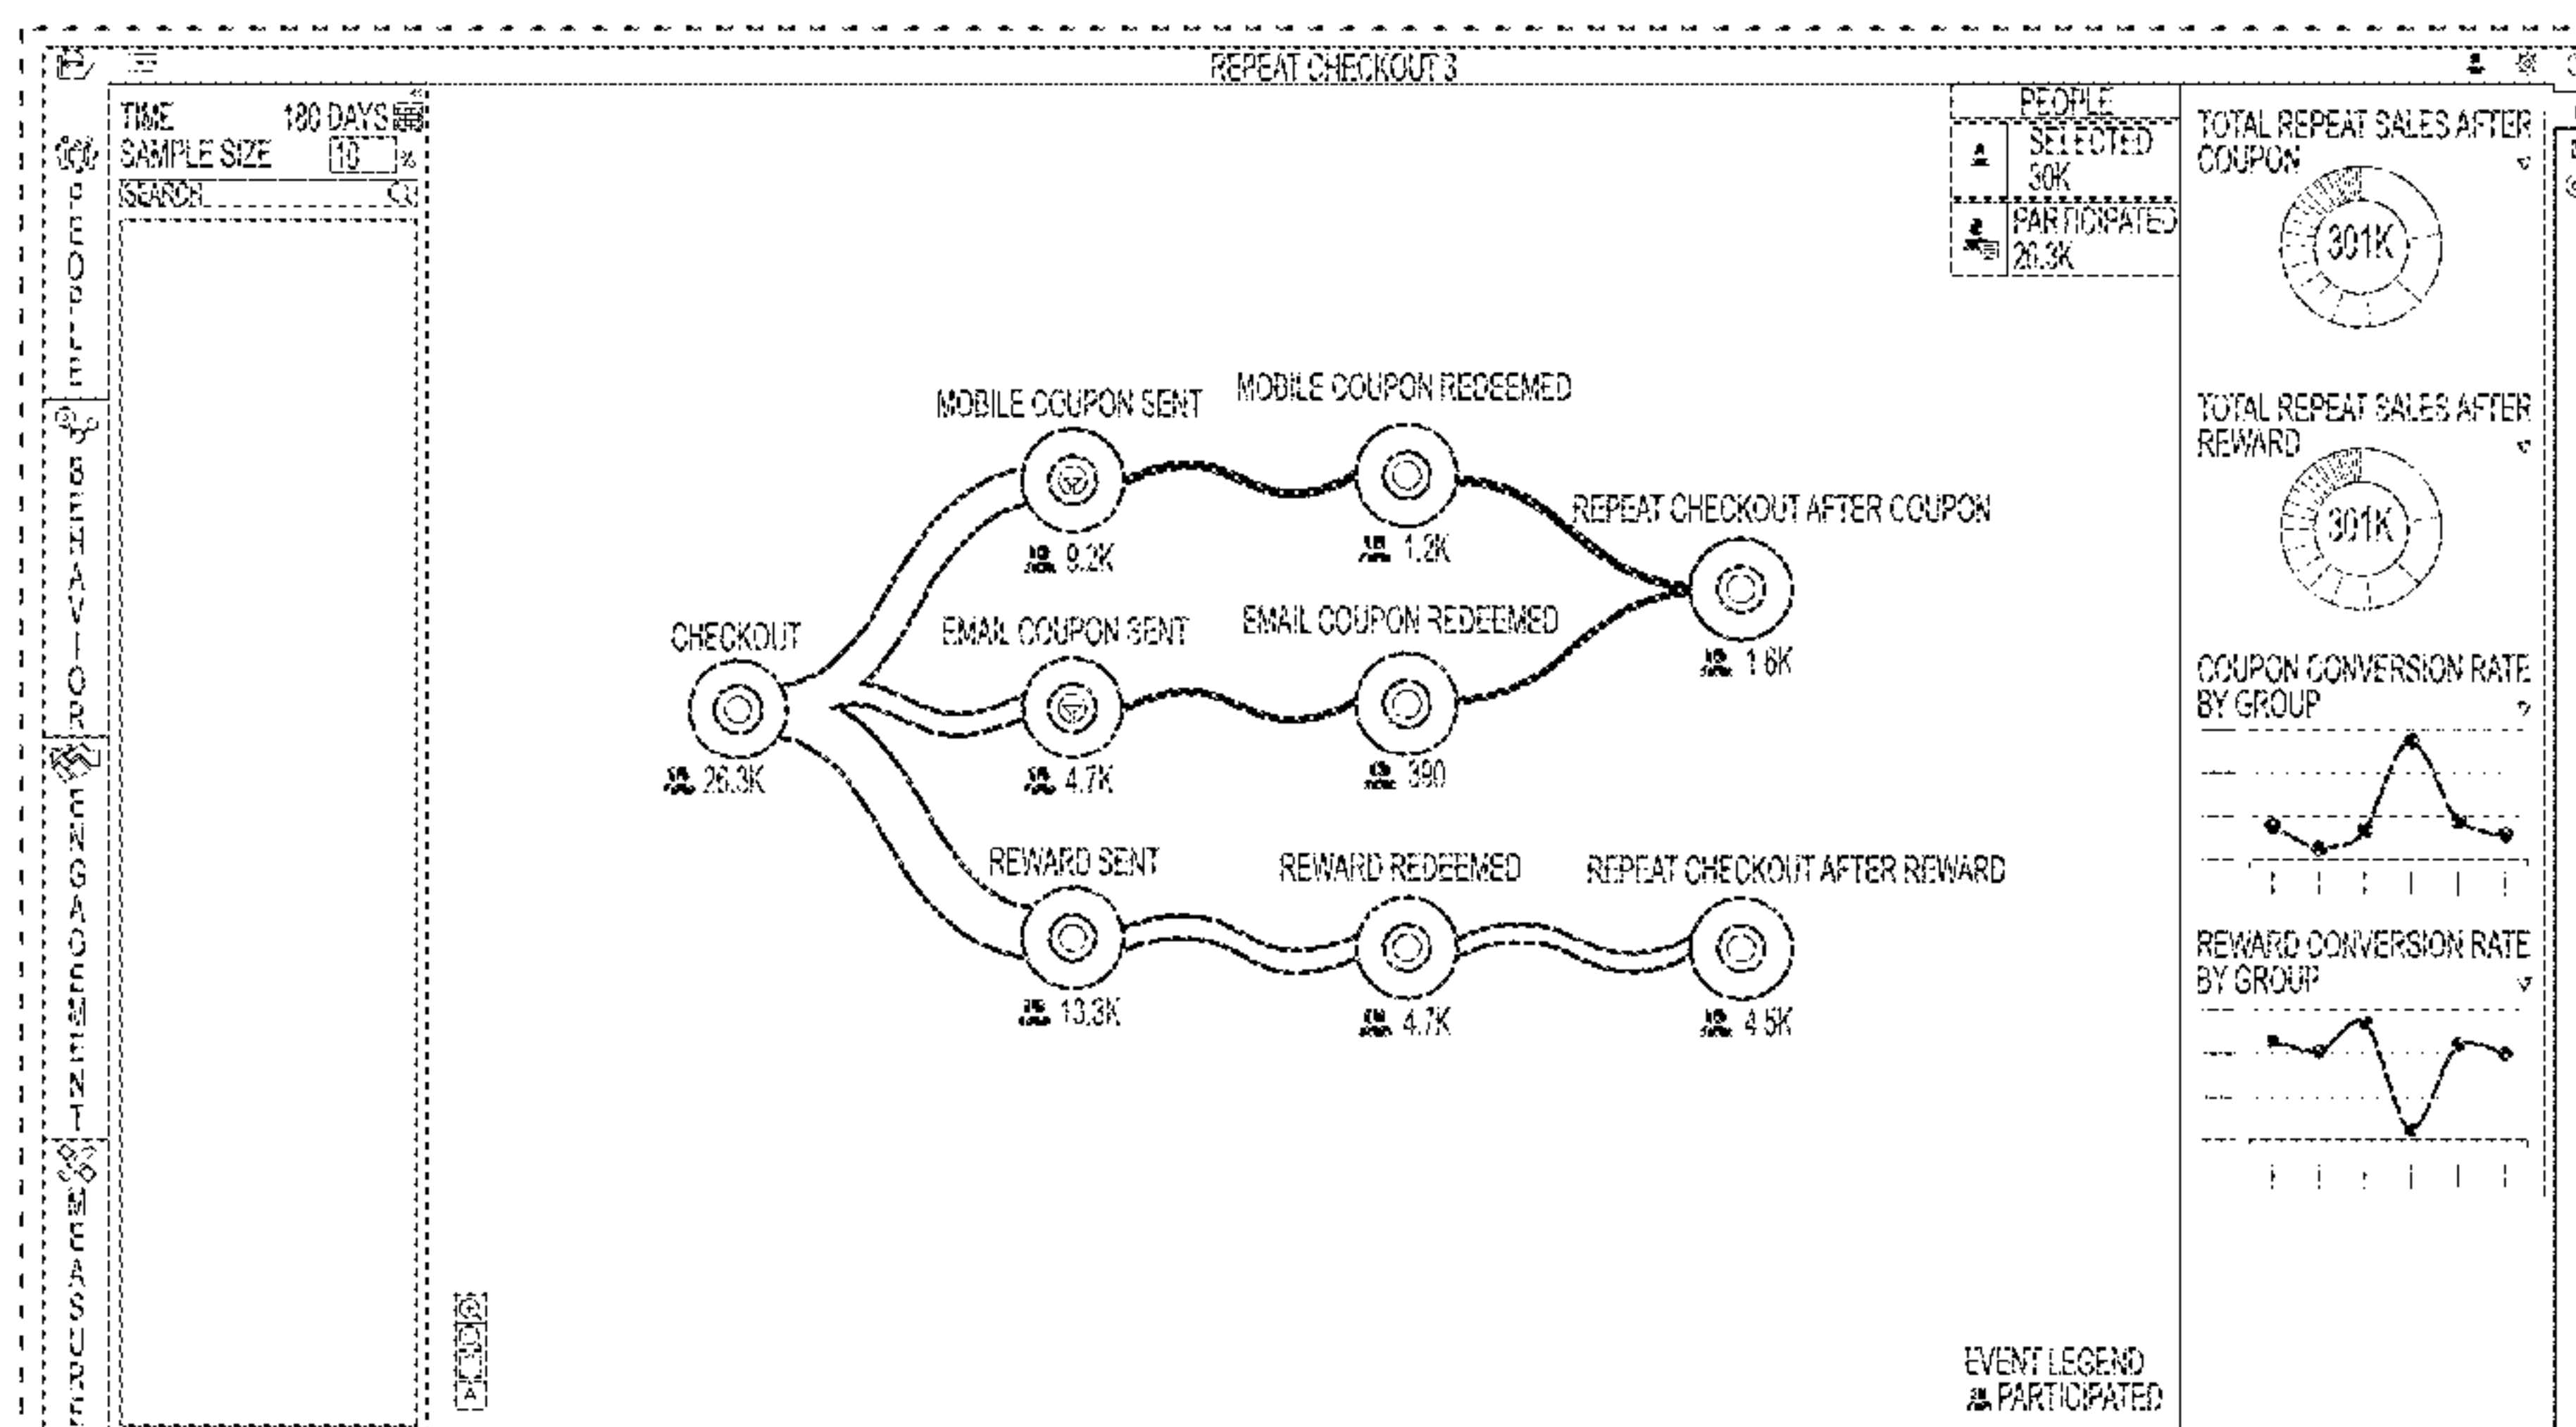 REPEAT CHECKOUT 3
PEOPLE
BEHAVIOR
ENGAGEMENT
MEASURE
TIME 180 DAYS
SAMPLE SIZE 10 %
SEARCH
PEOPLE
SELECTED
30K
PARTICIPATED
26.3K
MOBILE COUPON SENT
9.2K
MOBILE COUPON REDEEMED
1.2K
REPEAT CHECKOUT AFTER COUPON
1.6K
CHECKOUT
26.3K
EMAIL COUPON SENT
4.7K
EMAIL COUPON REDEEMED
390
REWARD SENT
13.3K
REWARD REDEEMED
4.7K
REPEAT CHECKOUT AFTER REWARD
4.5K
A
EVENT LEGEND
PARTICIPATED
TOTAL REPEAT SALES AFTER
COUPON
301K
TOTAL REPEAT SALES AFTER
REWARD
301K
COUPON CONVERSION RATE
BY GROUP
REWARD CONVERSION RATE
BY GROUP